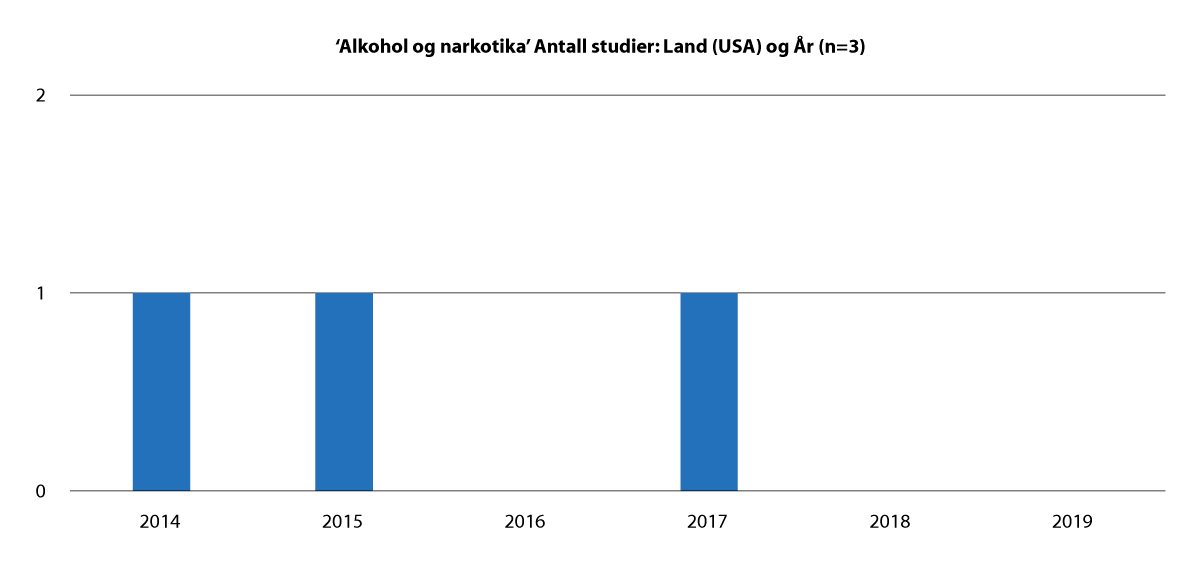 ‘Alkohol og narkotika’ Antall studier: Land (USA) og År (n=3)
2
1
0
2014 2015 2016 2017 2018 2019